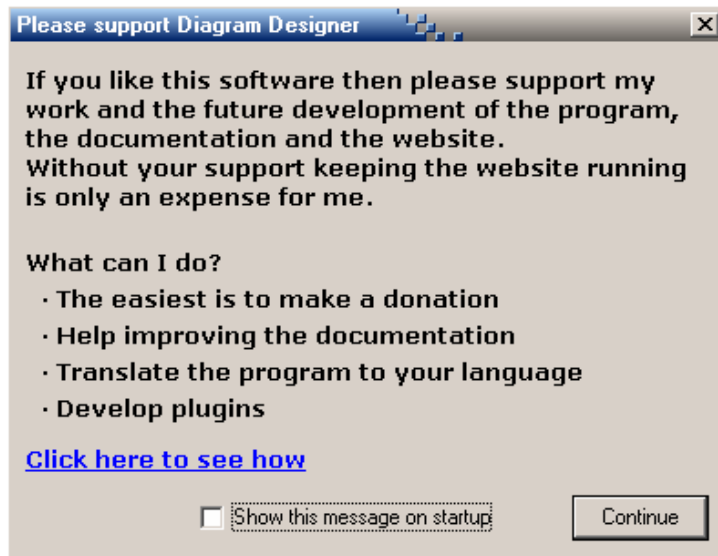 Please support Diagram Designer
If you like this software then please support my
work and the future development of the program,
the documentation and the website.
Without your support keeping the website running
is only an expense for me.
What can I do?
· The easiest is to make a donation
· Help improving the documentation
· Translate the program to your language
· Develop plugins
Click here to see how
Show this message on startup
Continue